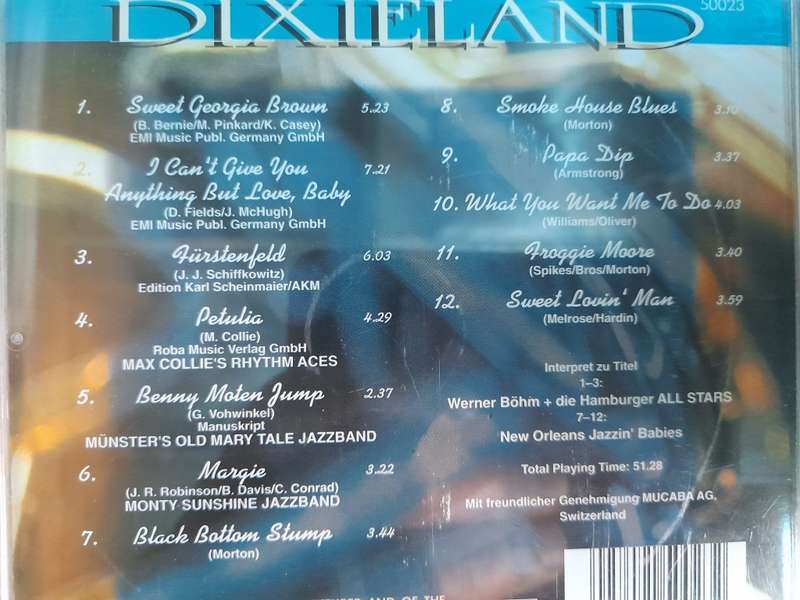 DIXIELAND
50023
1. Sweet Georgia Brown 5.23
(B. Bernie/M. Pinkard/K. Casey)
EMI Music Publ. Germany GmbH
2. I Can't Give You 7.21
Anything But Love, Baby
(D. Fields/J. McHugh)
EMI Music Publ. Germany GmbH
3. Fürstenfeld 6.03
(J. J. Schiffkowitz)
Edition Karl Scheinmaier/AKM
4. Petulia 4.29
(M. Collie)
Roba Music Verlag GmbH
MAX COLLIE'S RHYTHM ACES
5. Benny Moten Jump 2.37
(G. Vohwinkel)
Manuskript
MÜNSTER'S OLD MARY TALE JAZZBAND
6. Margie 3.22
(J. R. Robinson/B. Davis/C. Conrad)
MONTY SUNSHINE JAZZBAND
7. Black Bottom Stump 3.44
(Morton)
8. Smoke House Blues 3.10
(Morton)
9. Papa Dip 3.37
(Armstrong)
10. What You Want Me To Do 4.03
(Williams/Oliver)
11. Froggie Moore 3.40
(Spikes/Bros/Morton)
12. Sweet Lovin' Man 3.59
(Melrose/Hardin)
Interpret zu Titel
1–3:
Werner Böhm + die Hamburger ALL STARS
7–12:
New Orleans Jazzin' Babies
Total Playing Time: 51.28
Mit freundlicher Genehmigung MUCABA AG,
Switzerland
AND OF THE